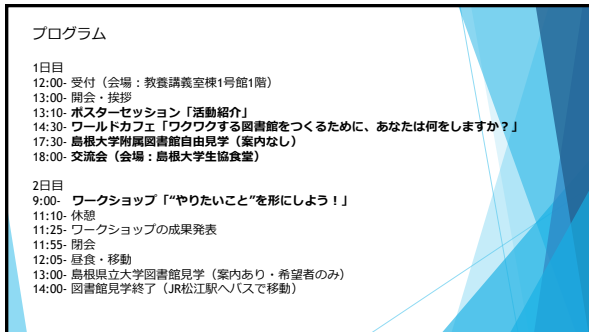 プログラム
1日目
12:00- 受付（会場：教養講義室棟1号館1階）
13:00- 開会・挨拶
13:10- ポスターセッション「活動紹介」
14:30- ワールドカフェ「ワクワクする図書館をつくるために、あなたは何をしますか？」
17:30- 島根大学附属図書館自由見学（案内なし）
18:00- 交流会（会場：島根大学生協食堂）
2日目
9:00- ワークショップ「“やりたいこと”を形にしよう！」
11:10- 休憩
11:25- ワークショップの成果発表
11:55- 閉会
12:05- 昼食・移動
13:00- 島根県立大学図書館見学（案内あり・希望者のみ）
14:00- 図書館見学終了（JR松江駅へバスで移動）